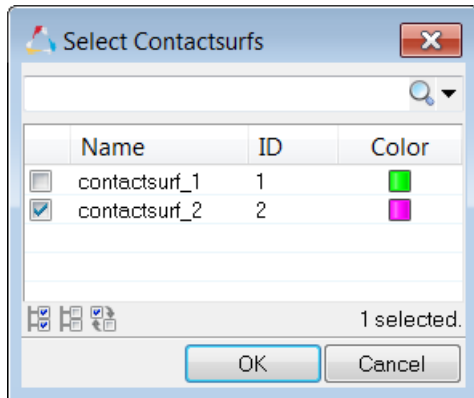 Select Contactsurfs
Name ID Color
contactsurf_1 1
contactsurf_2 2
1 selected.
OK Cancel